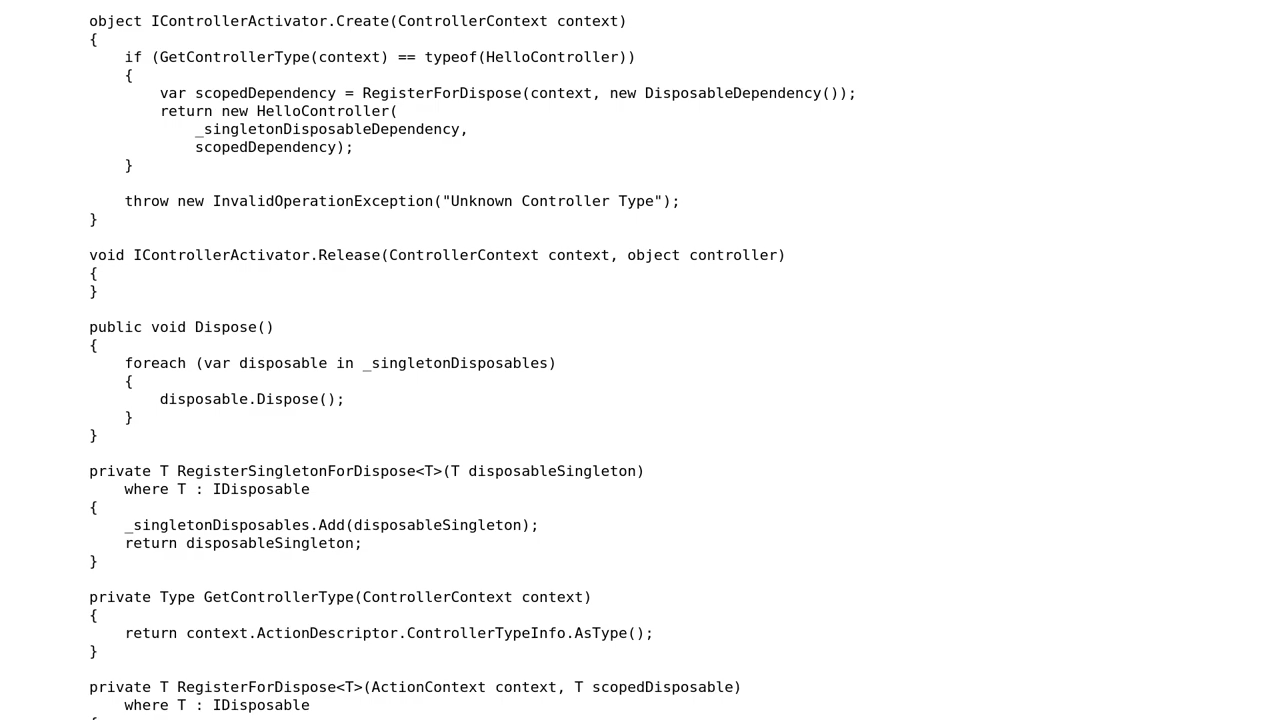 object IControllerActivator.Create(ControllerContext context)
{
    if (GetControllerType(context) == typeof(HelloController))
    {
        var scopedDependency = RegisterForDispose(context, new DisposableDependency());
        return new HelloController(
            _singletonDisposableDependency,
            scopedDependency);
    }

    throw new InvalidOperationException("Unknown Controller Type");
}

void IControllerActivator.Release(ControllerContext context, object controller)
{
}

public void Dispose()
{
    foreach (var disposable in _singletonDisposables)
    {
        disposable.Dispose();
    }
}

private T RegisterSingletonForDispose<T>(T disposableSingleton)
    where T : IDisposable
{
    _singletonDisposables.Add(disposableSingleton);
    return disposableSingleton;
}

private Type GetControllerType(ControllerContext context)
{
    return context.ActionDescriptor.ControllerTypeInfo.AsType();
}

private T RegisterForDispose<T>(ActionContext context, T scopedDisposable)
    where T : IDisposable
{